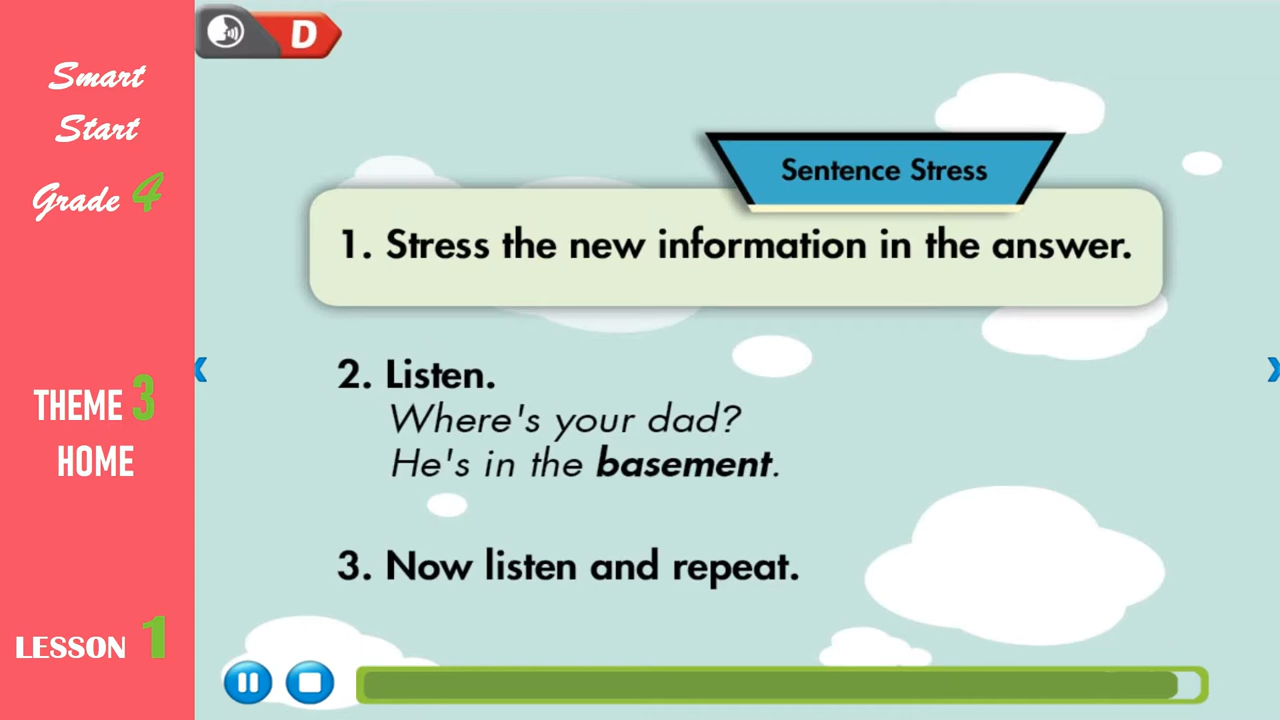 Smart
Start
Grade 4
THEME 3
HOME
LESSON 1
D
Sentence Stress
1. Stress the new information in the answer.
2. Listen.
Where's your dad?
He's in the basement.
3. Now listen and repeat.